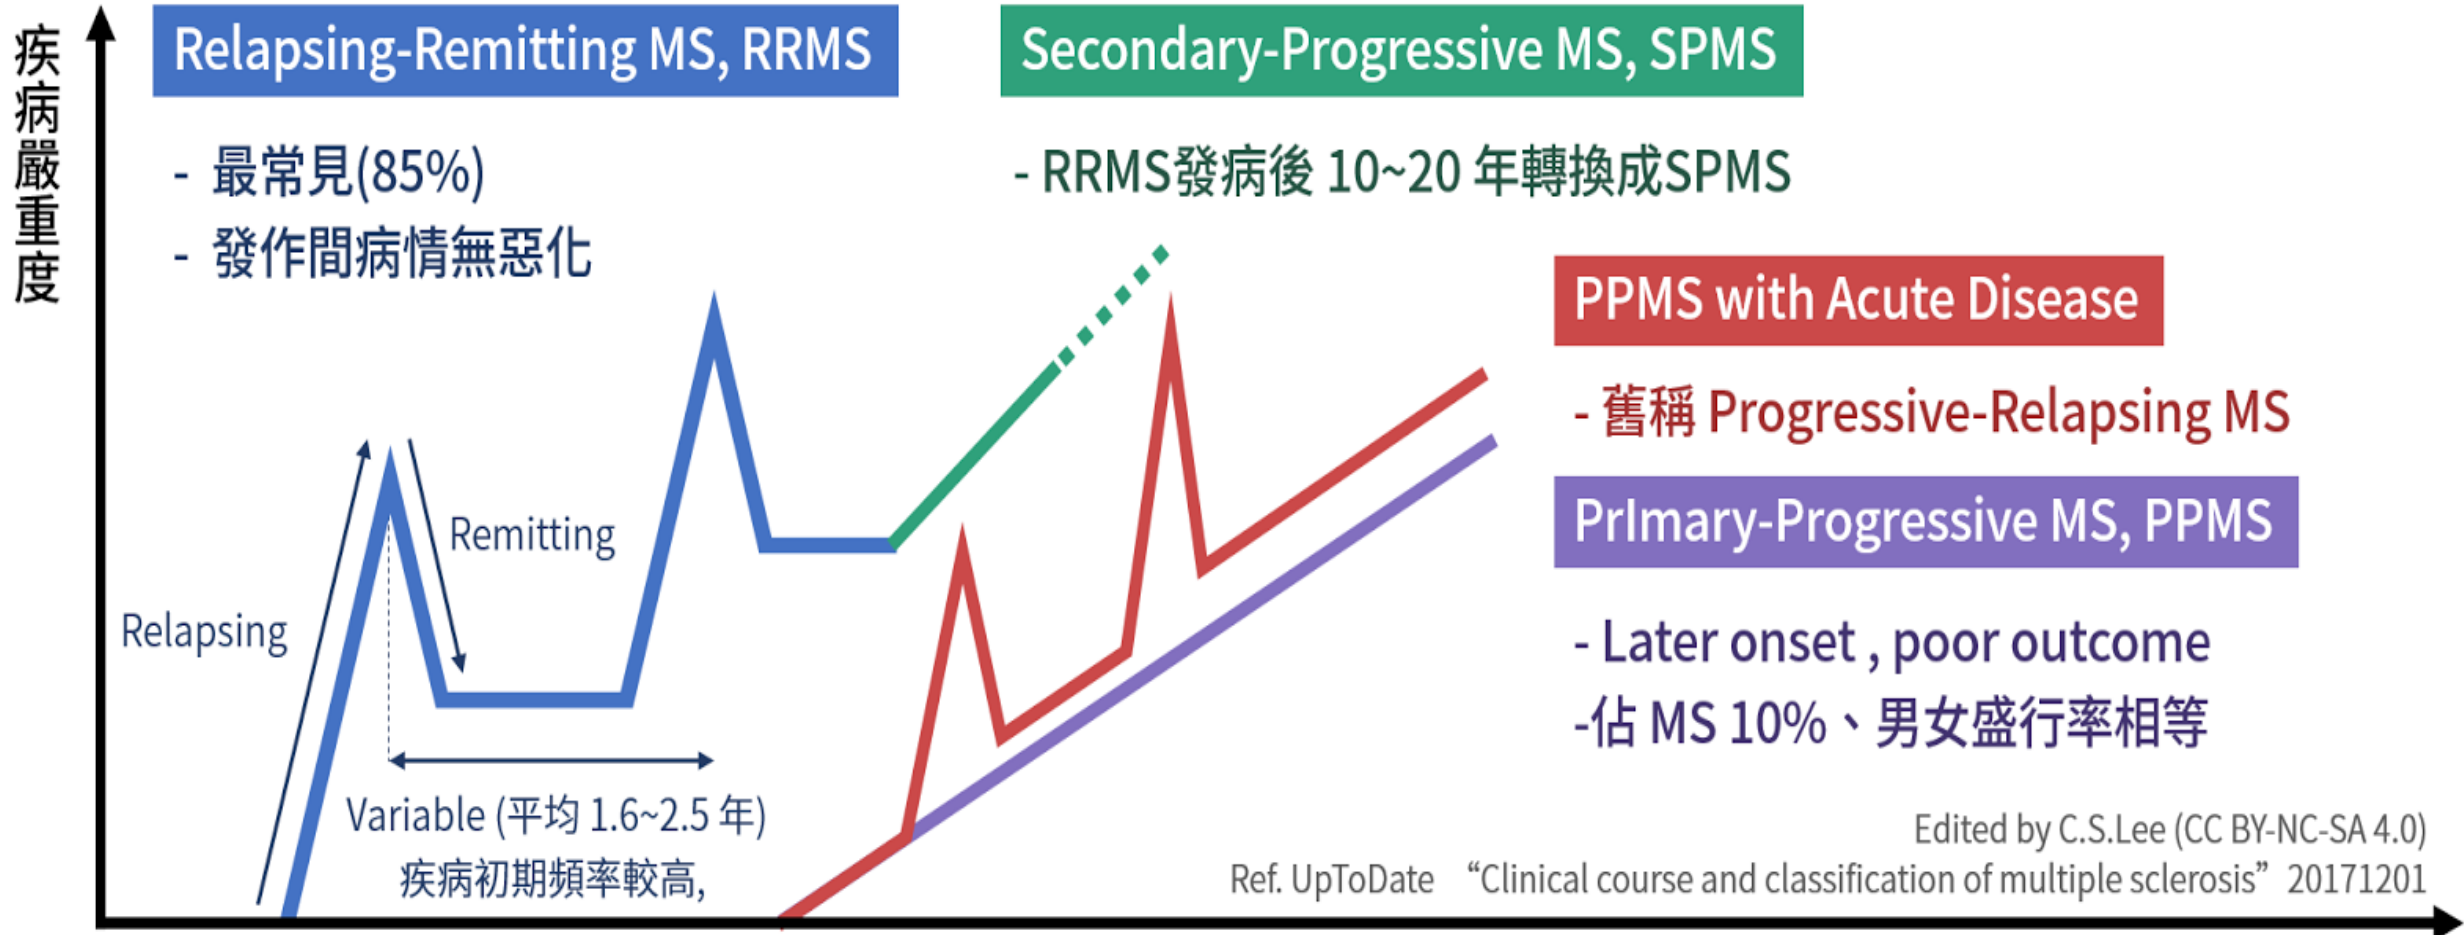 疾病嚴重度
Relapsing-Remitting MS, RRMS
- 最常見(85%)
- 發作間病情無惡化
Relapsing
Remitting
Variable (平均 1.6~2.5 年)
疾病初期頻率較高,
Secondary-Progressive MS, SPMS
- RRMS發病後 10~20 年轉換成SPMS
PPMS with Acute Disease
- 舊稱 Progressive-Relapsing MS
PrImary-Progressive MS, PPMS
- Later onset , poor outcome
-佔 MS 10%、男女盛行率相等
Edited by C.S.Lee (CC BY-NC-SA 4.0)
Ref. UpToDate “Clinical course and classification of multiple sclerosis” 20171201